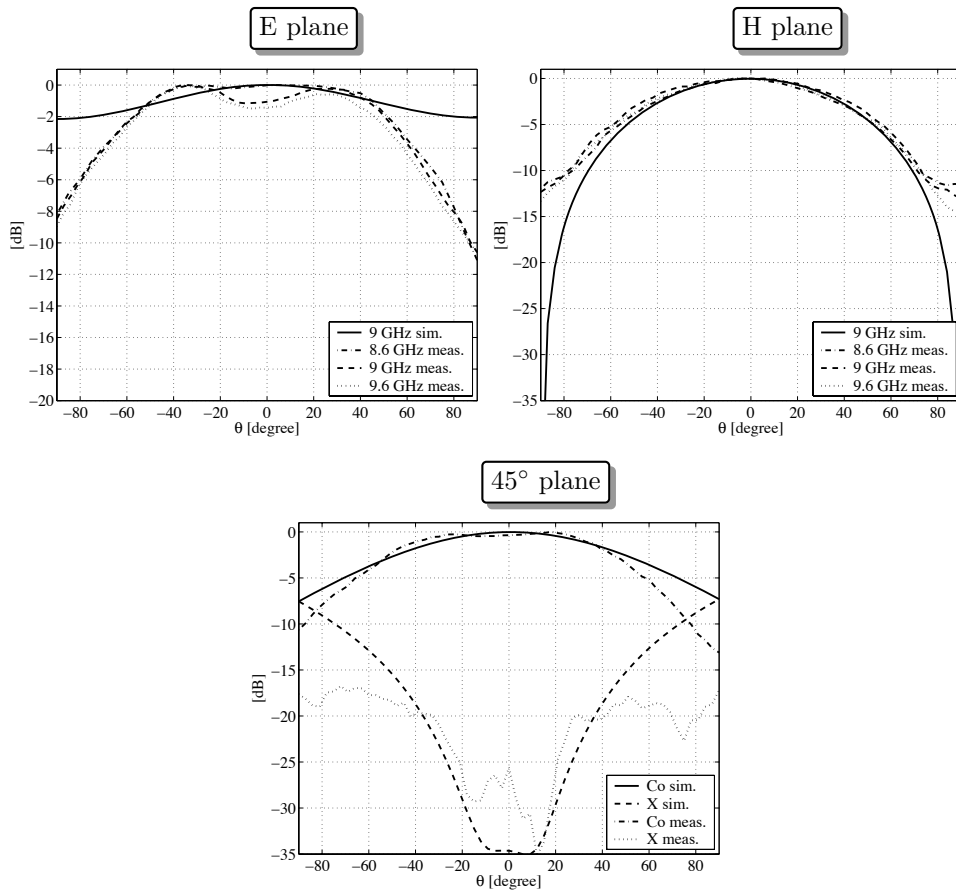 E plane
H plane
0
−2
−4
−6
−8
−10
−12
−14
−16
−18
−20
[dB]
−80 −60 −40 −20 0 20 40 60 80
θ [degree]
9 GHz sim.
8.6 GHz meas.
9 GHz meas.
9.6 GHz meas.
0
−5
−10
−15
−20
−25
−30
−35
[dB]
−80 −60 −40 −20 0 20 40 60 80
θ [degree]
9 GHz sim.
8.6 GHz meas.
9 GHz meas.
9.6 GHz meas.
45° plane
0
−5
−10
−15
−20
−25
−30
−35
[dB]
−80 −60 −40 −20 0 20 40 60 80
θ [degree]
Co sim.
X sim.
Co meas.
X meas.